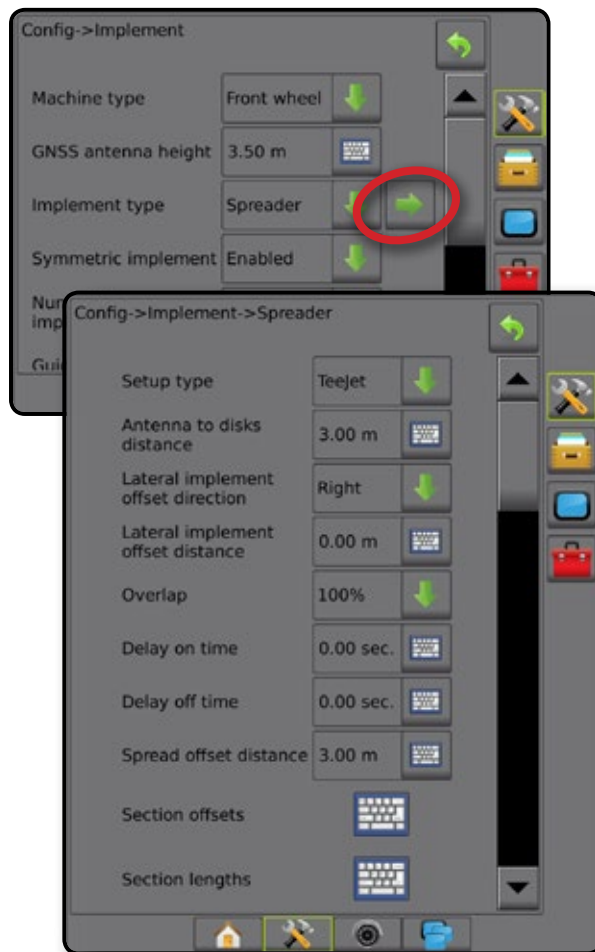 Config->Implement
Machine type Front wheel
GNSS antenna height 3.50 m
Implement type Spreader
Symmetric implement Enabled
Config->Implement->Spreader
Setup type TeeJet
Antenna to disks
distance 3.00 m
Lateral implement
offset direction Right
Lateral implement
offset distance 0.00 m
Overlap 100%
Delay on time 0.00 sec.
Delay off time 0.00 sec.
Spread offset distance 3.00 m
Section offsets
Section lengths